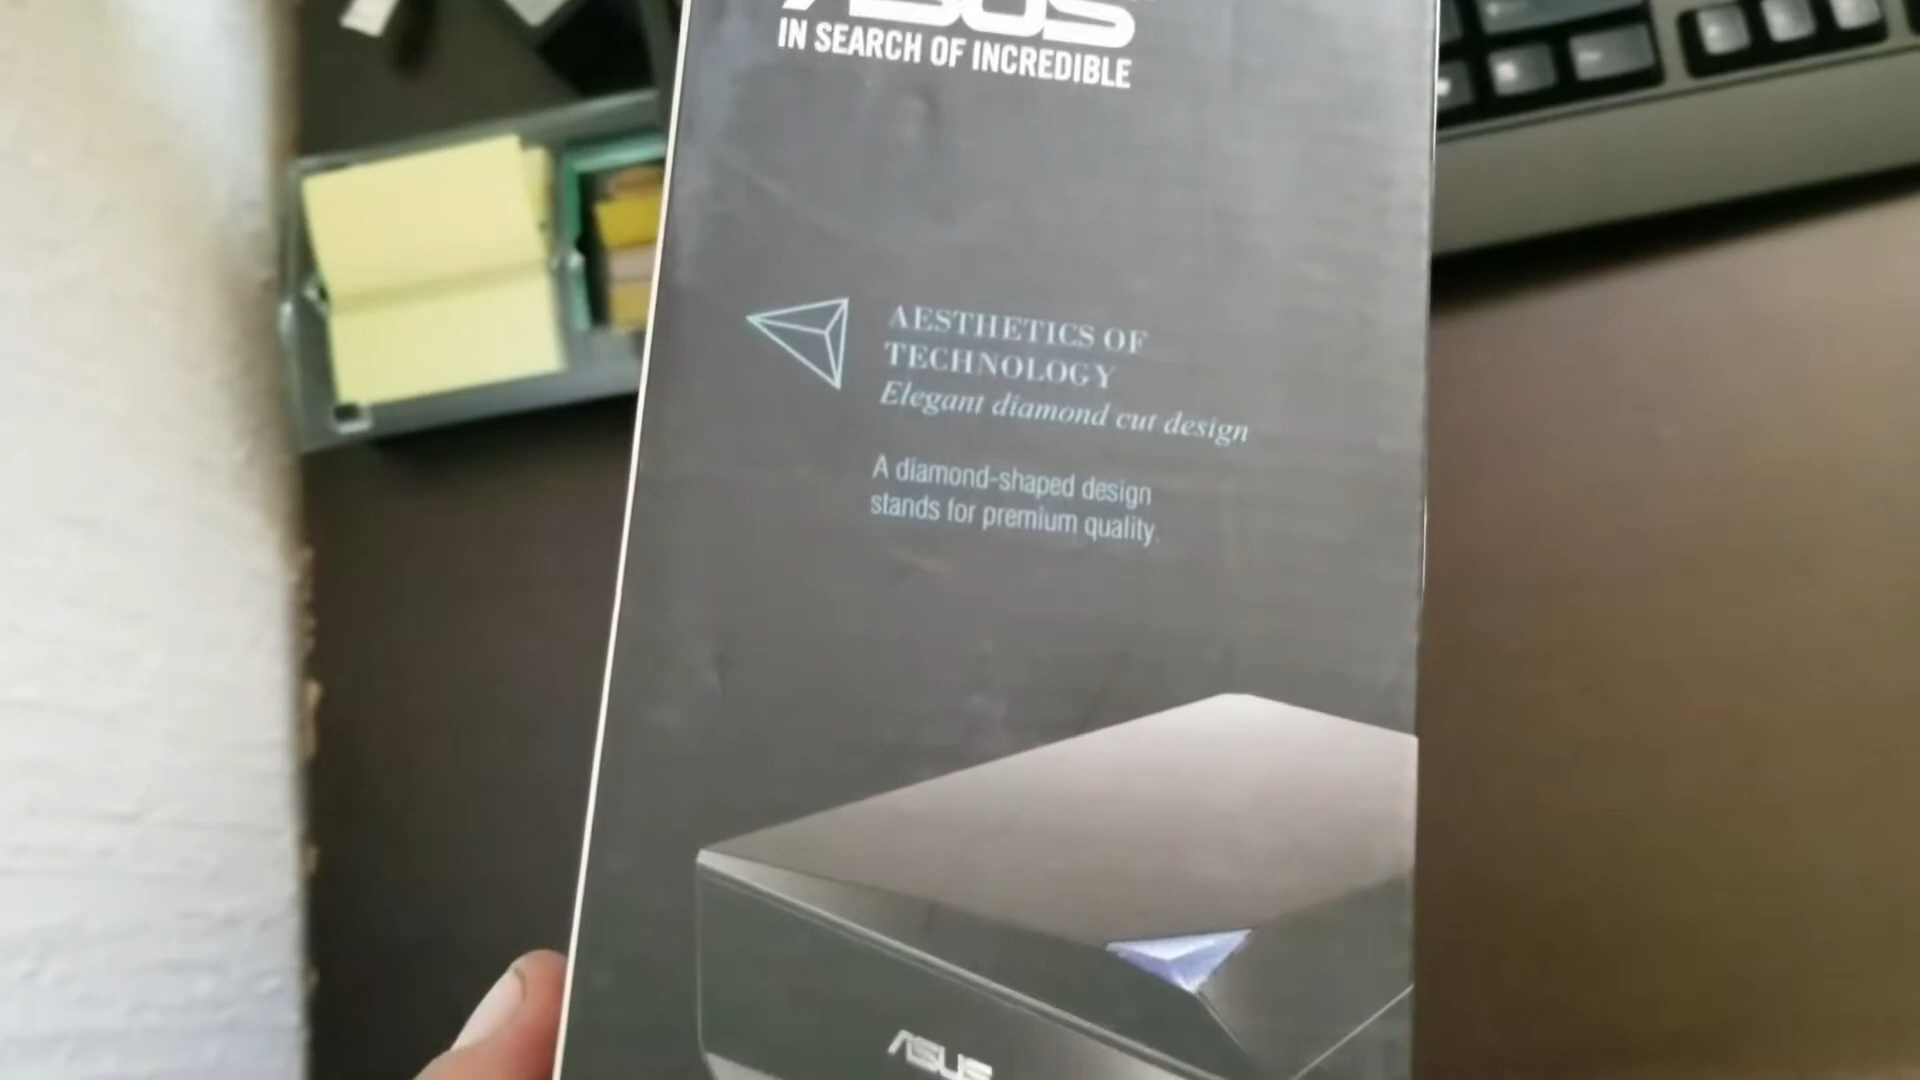 ASUS
IN SEARCH OF INCREDIBLE
AESTHETICS OF
TECHNOLOGY
Elegant diamond cut design
A diamond-shaped design
stands for premium quality.
ASUS